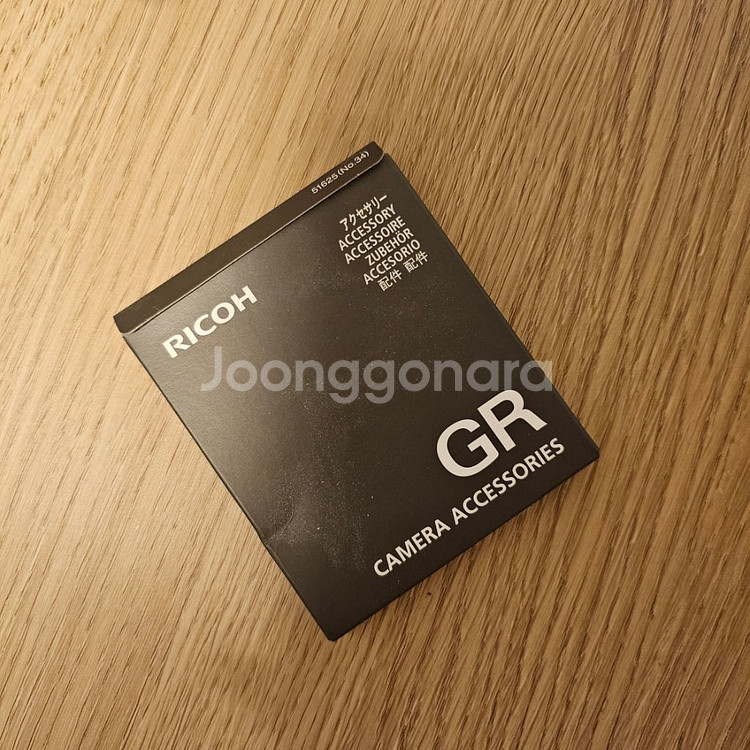 51625 (No.34)
アクセサリー
ACCESSORY
ACCESSOIRE
ZUBEHÖR
ACCESORIO
配件 配件
RICOH
Joonggonara
GR
CAMERA ACCESSORIES